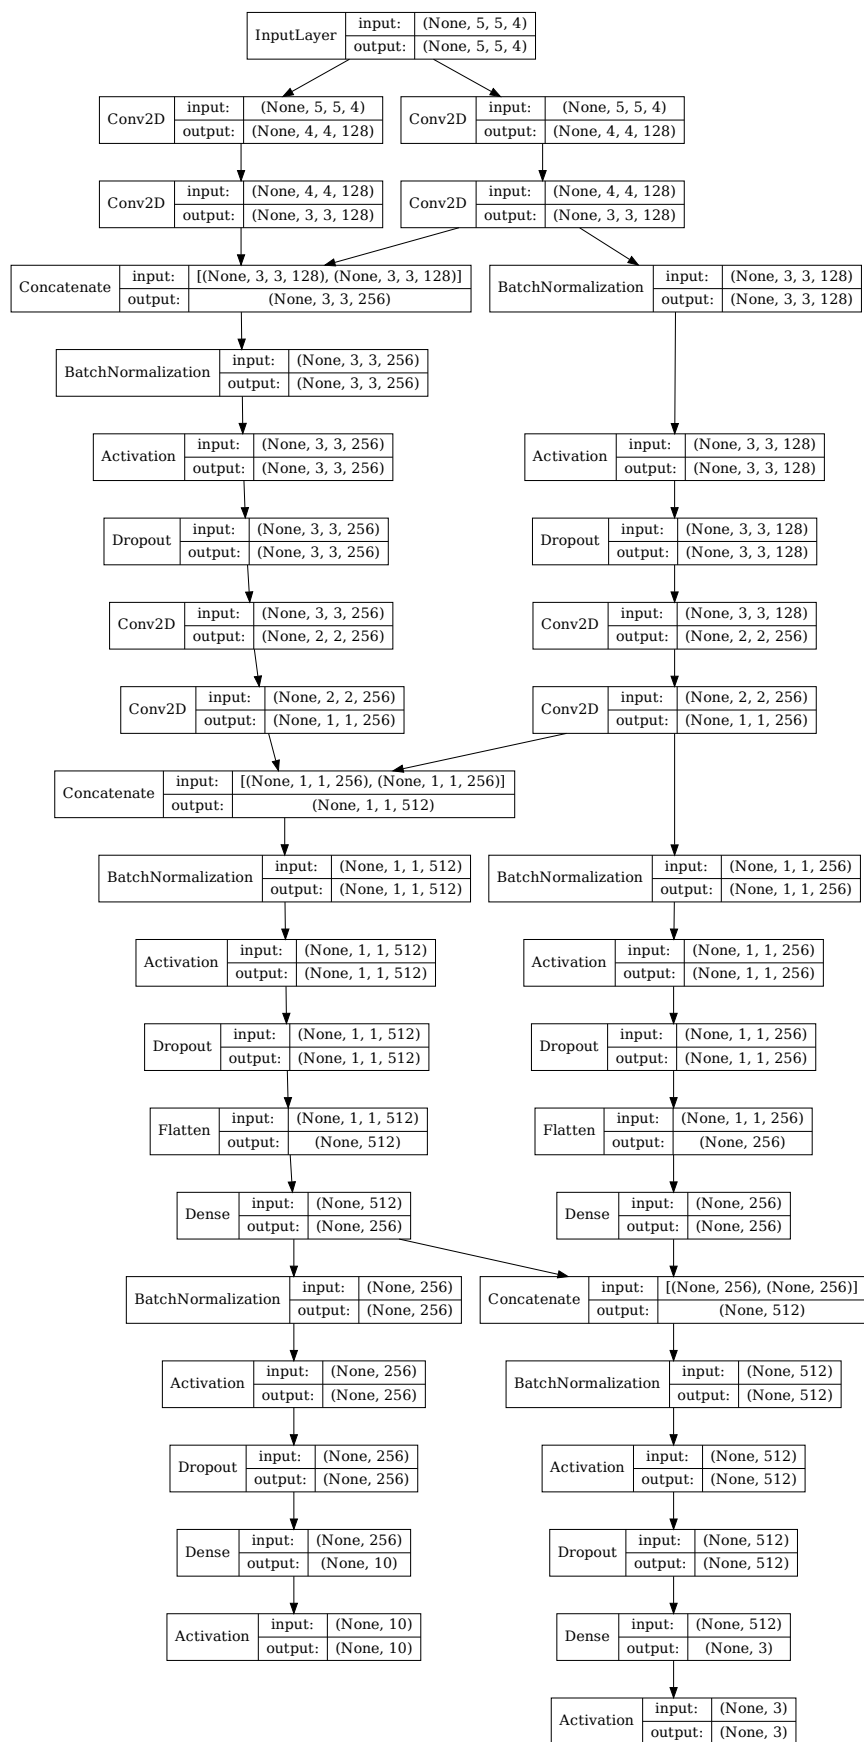 InputLayer input: (None, 5, 5, 4)
output: (None, 5, 5, 4)
Conv2D input: (None, 5, 5, 4)
output: (None, 4, 4, 128)
Conv2D input: (None, 5, 5, 4)
output: (None, 4, 4, 128)
Conv2D input: (None, 4, 4, 128)
output: (None, 3, 3, 128)
Conv2D input: (None, 4, 4, 128)
output: (None, 3, 3, 128)
Concatenate input: [(None, 3, 3, 128), (None, 3, 3, 128)]
output: (None, 3, 3, 256)
BatchNormalization input: (None, 3, 3, 128)
output: (None, 3, 3, 128)
BatchNormalization input: (None, 3, 3, 256)
output: (None, 3, 3, 256)
Activation input: (None, 3, 3, 256)
output: (None, 3, 3, 256)
Activation input: (None, 3, 3, 128)
output: (None, 3, 3, 128)
Dropout input: (None, 3, 3, 256)
output: (None, 3, 3, 256)
Dropout input: (None, 3, 3, 128)
output: (None, 3, 3, 128)
Conv2D input: (None, 3, 3, 256)
output: (None, 2, 2, 256)
Conv2D input: (None, 3, 3, 128)
output: (None, 2, 2, 256)
Conv2D input: (None, 2, 2, 256)
output: (None, 1, 1, 256)
Conv2D input: (None, 2, 2, 256)
output: (None, 1, 1, 256)
Concatenate input: [(None, 1, 1, 256), (None, 1, 1, 256)]
output: (None, 1, 1, 512)
BatchNormalization input: (None, 1, 1, 512)
output: (None, 1, 1, 512)
BatchNormalization input: (None, 1, 1, 256)
output: (None, 1, 1, 256)
Activation input: (None, 1, 1, 512)
output: (None, 1, 1, 512)
Activation input: (None, 1, 1, 256)
output: (None, 1, 1, 256)
Dropout input: (None, 1, 1, 512)
output: (None, 1, 1, 512)
Dropout input: (None, 1, 1, 256)
output: (None, 1, 1, 256)
Flatten input: (None, 1, 1, 512)
output: (None, 512)
Flatten input: (None, 1, 1, 256)
output: (None, 256)
Dense input: (None, 512)
output: (None, 256)
Dense input: (None, 256)
output: (None, 256)
BatchNormalization input: (None, 256)
output: (None, 256)
Concatenate input: [(None, 256), (None, 256)]
output: (None, 512)
Activation input: (None, 256)
output: (None, 256)
BatchNormalization input: (None, 512)
output: (None, 512)
Dropout input: (None, 256)
output: (None, 256)
Activation input: (None, 512)
output: (None, 512)
Dense input: (None, 256)
output: (None, 10)
Dropout input: (None, 512)
output: (None, 512)
Activation input: (None, 10)
output: (None, 10)
Dense input: (None, 512)
output: (None, 3)
Activation input: (None, 3)
output: (None, 3)